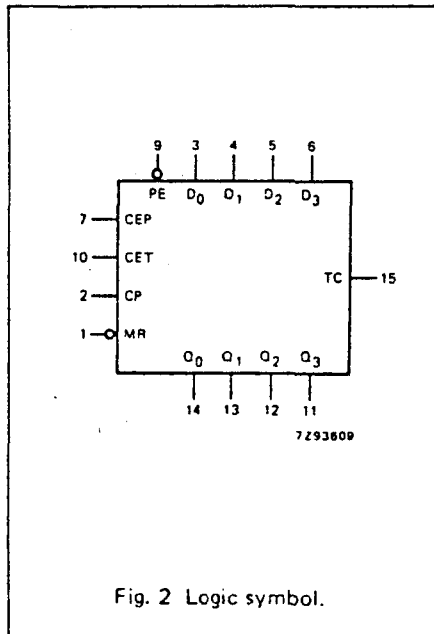 9 3 4 5 6
PE D0 D1 D2 D3
7 CEP
10 CET
TC 15
2 CP
1 MR
Q0 Q1 Q2 Q3
14 13 12 11
7Z93609
Fig. 2 Logic symbol.